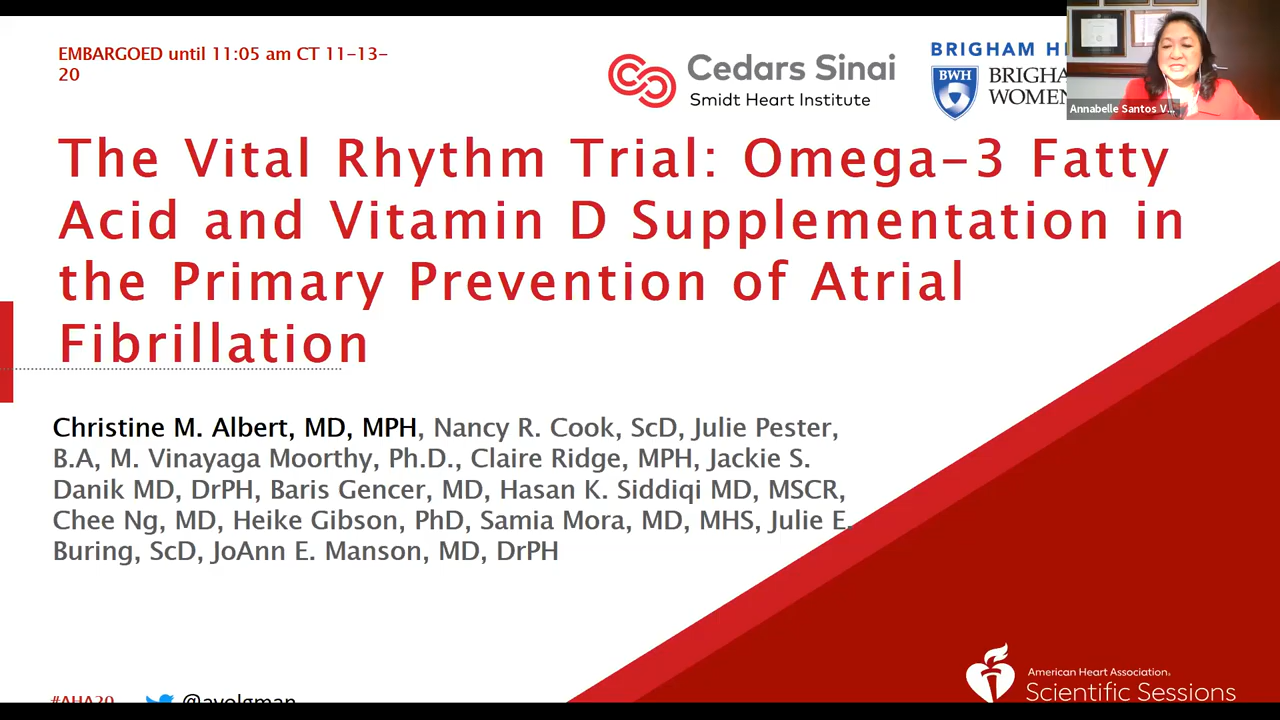 EMBARGOED until 11:05 am CT 11-13-
20
Cedars Sinai
Smidt Heart Institute
BRIGHAM
BWH
Annabelle Santos V...
The Vital Rhythm Trial: Omega-3 Fatty
Acid and Vitamin D Supplementation in
the Primary Prevention of Atrial
Fibrillation
Christine M. Albert, MD, MPH, Nancy R. Cook, ScD, Julie Pester,
B.A, M. Vinayaga Moorthy, Ph.D., Claire Ridge, MPH, Jackie S.
Danik MD, DrPH, Baris Gencer, MD, Hasan K. Siddiqi MD, MSCR,
Chee Ng, MD, Heike Gibson, PhD, Samia Mora, MD, MHS, Julie E.
Buring, ScD, JoAnn E. Manson, MD, DrPH
American Heart Association.
Scientific Sessions
#AHA20 @avolgman